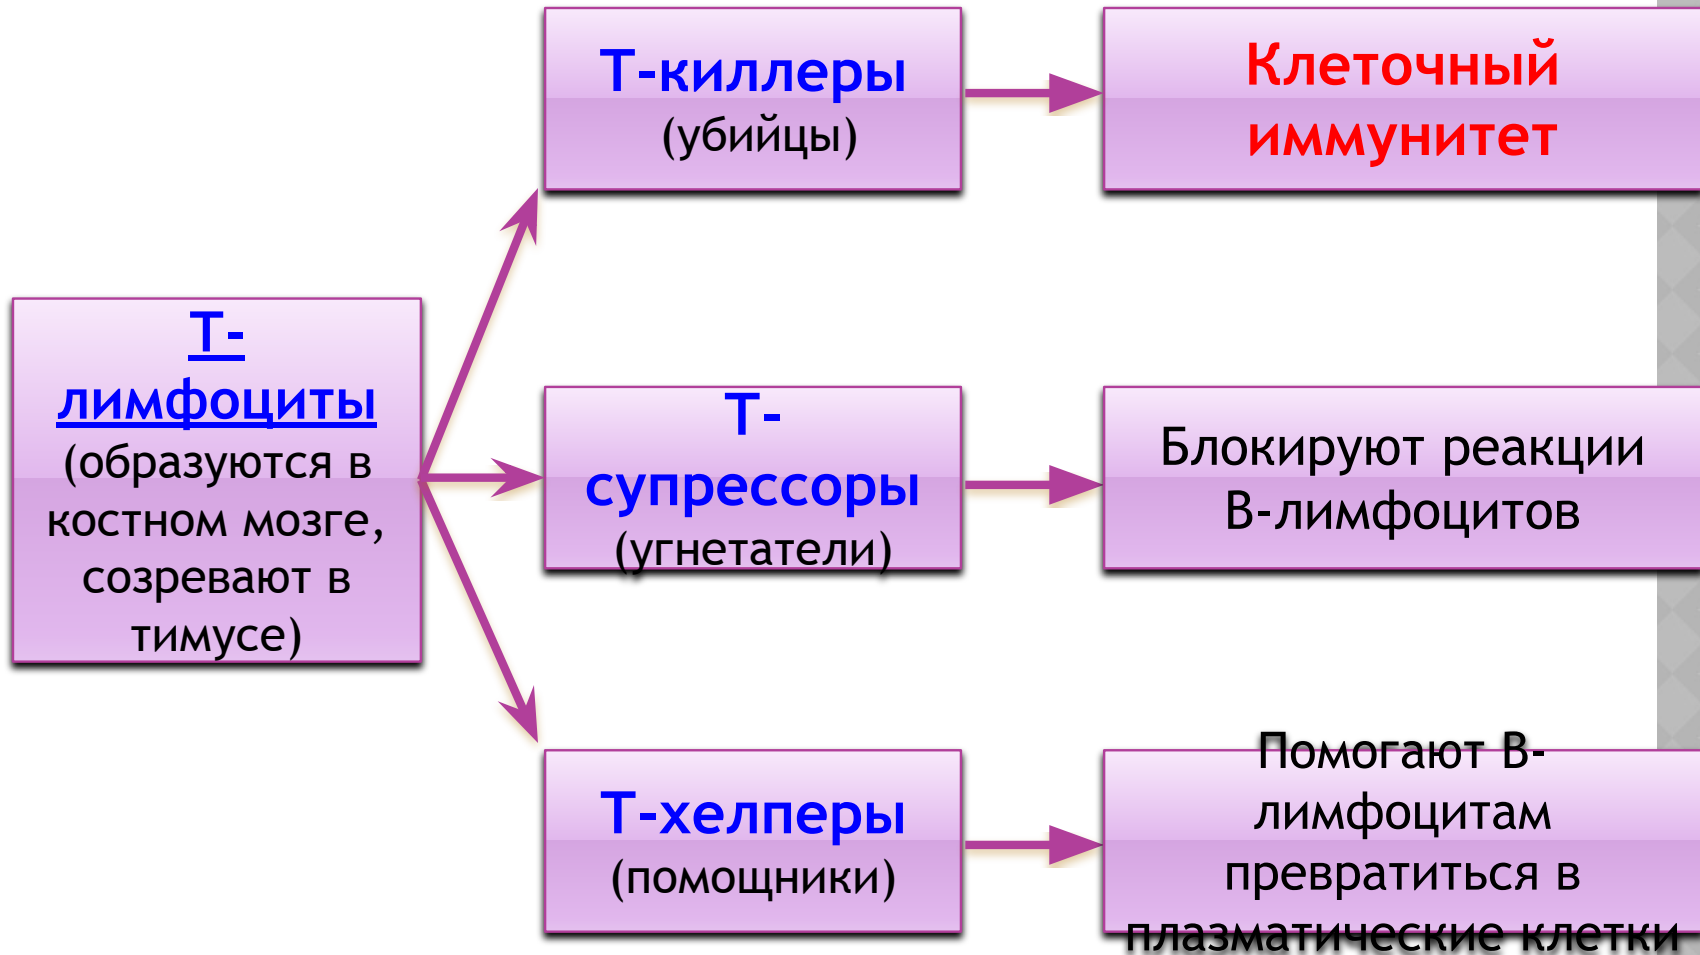 Т-киллеры
(убийцы)
Клеточный
иммунитет
Т-
лимфоциты
(образуются в
костном мозге,
созревают в
тимусе)
Т-
супрессоры
(угнетатели)
Блокируют реакции
В-лимфоцитов
Т-хелперы
(помощники)
Помогают В-
лимфоцитам
превратиться в
плазматические клетки